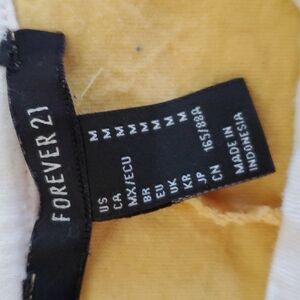 FOREVER 21
US M
CA M
MX/ECU M
BR M
EU M
UK M
KR M
JP
CN 165/88A
MADE IN
INDONESIA